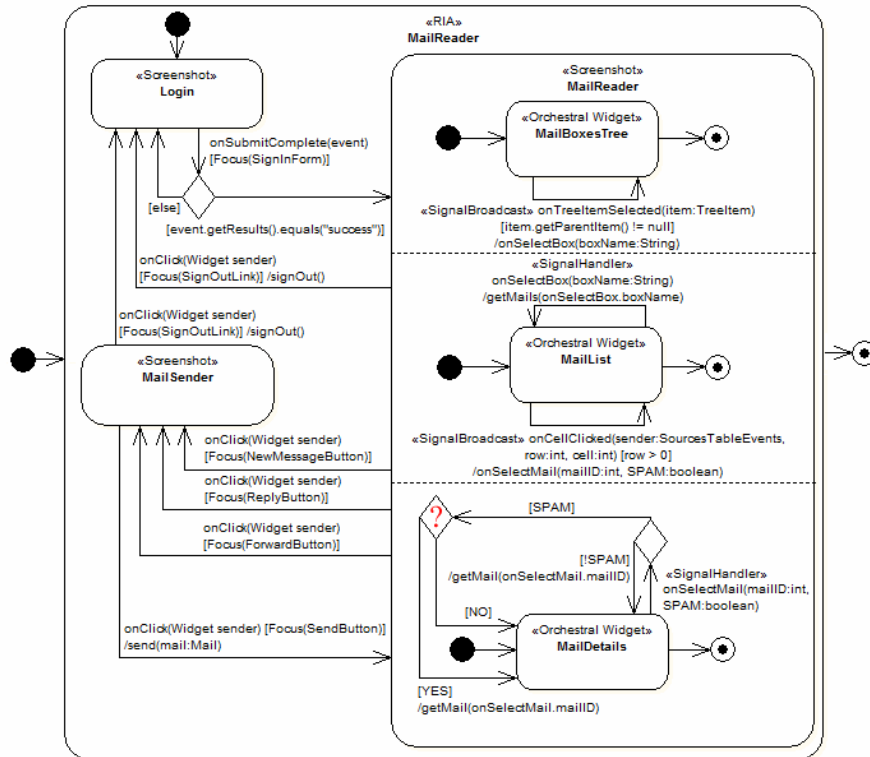 «RIA»
MailReader
«Screenshot»
Login
onSubmitComplete(event)
[Focus(SignInForm)]
[else]
[event.getResults().equals("success")]
onClick(Widget sender)
[Focus(SignOutLink)] /signOut()
onClick(Widget sender)
[Focus(SignOutLink)] /signOut()
«Screenshot»
MailSender
onClick(Widget sender)
[Focus(NewMessageButton)]
onClick(Widget sender)
[Focus(ReplyButton)]
onClick(Widget sender)
[Focus(ForwardButton)]
onClick(Widget sender) [Focus(SendButton)]
/send(mail:Mail)
«Screenshot»
MailReader
«Orchestral Widget»
MailBoxesTree
«SignalBroadcast» onTreeItemSelected(item:TreeItem)
[item.getParentItem() != null]
/onSelectBox(boxName:String)
«SignalHandler»
onSelectBox(boxName:String)
/getMails(onSelectBox.boxName)
«Orchestral Widget»
MailList
«SignalBroadcast» onCellClicked(sender:SourcesTableEvents,
row:int, cell:int) [row > 0]
/onSelectMail(mailID:int, SPAM:boolean)
?
[SPAM]
[!SPAM]
/getMail(onSelectMail.mailID)
«SignalHandler»
onSelectMail(mailID:int,
SPAM:boolean)
[NO]
«Orchestral Widget»
MailDetails
[YES]
/getMail(onSelectMail.mailID)